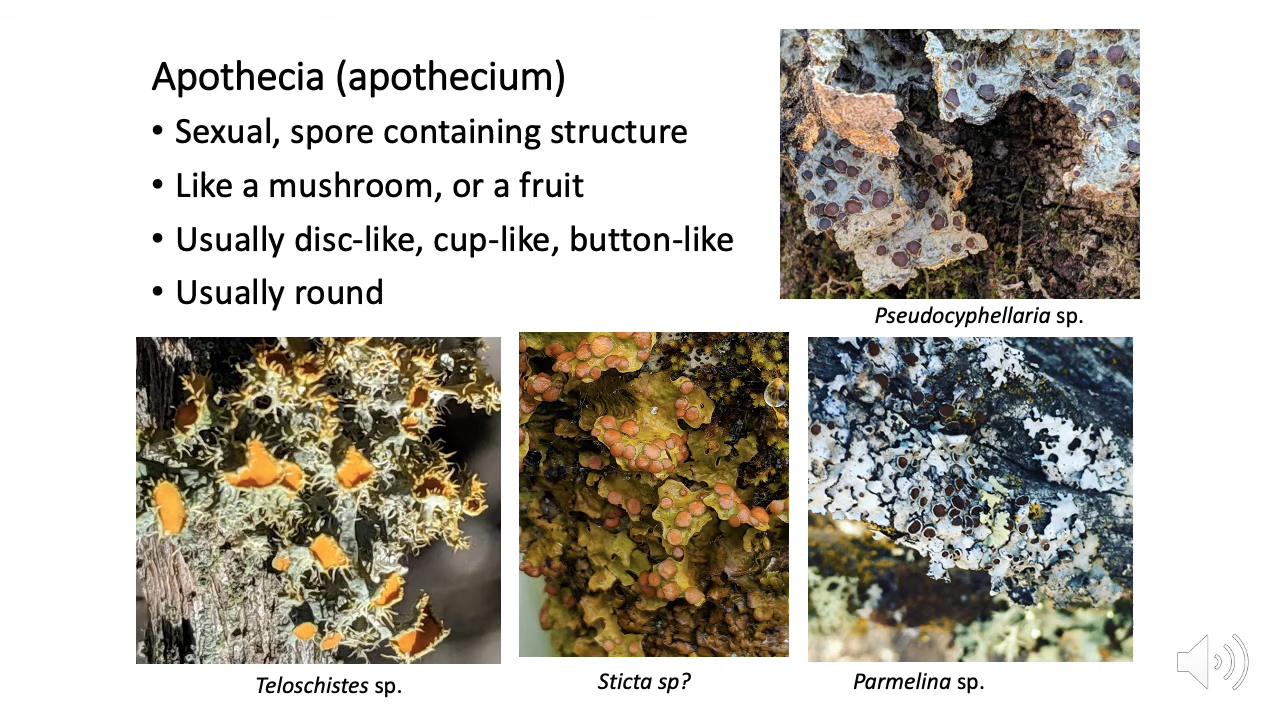 Apothecia (apothecium)
• Sexual, spore containing structure
• Like a mushroom, or a fruit
• Usually disc-like, cup-like, button-like
• Usually round
Pseudocyphellaria sp.
Teloschistes sp.
Sticta sp?
Parmelina sp.